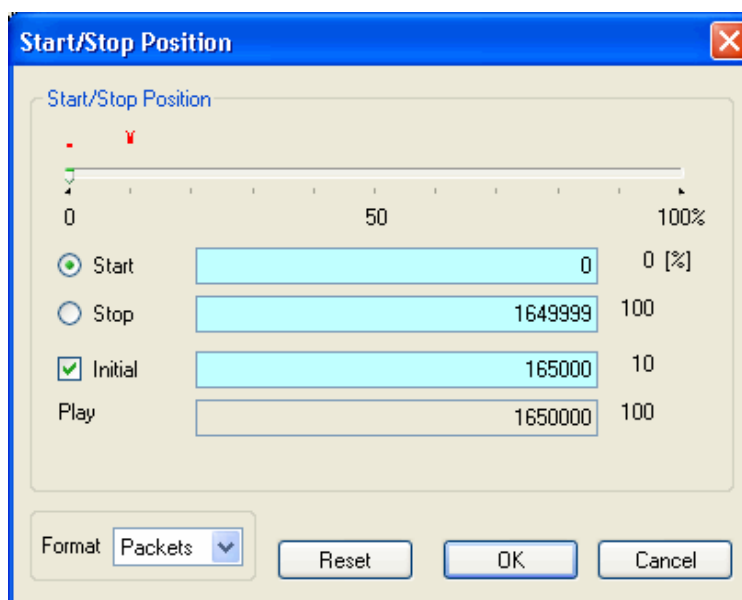 Start/Stop Position
Start/Stop Position
0 50 100%
Start 0 0 [%]
Stop 1649999 100
Initial 165000 10
Play 1650000 100
Format Packets Reset OK Cancel